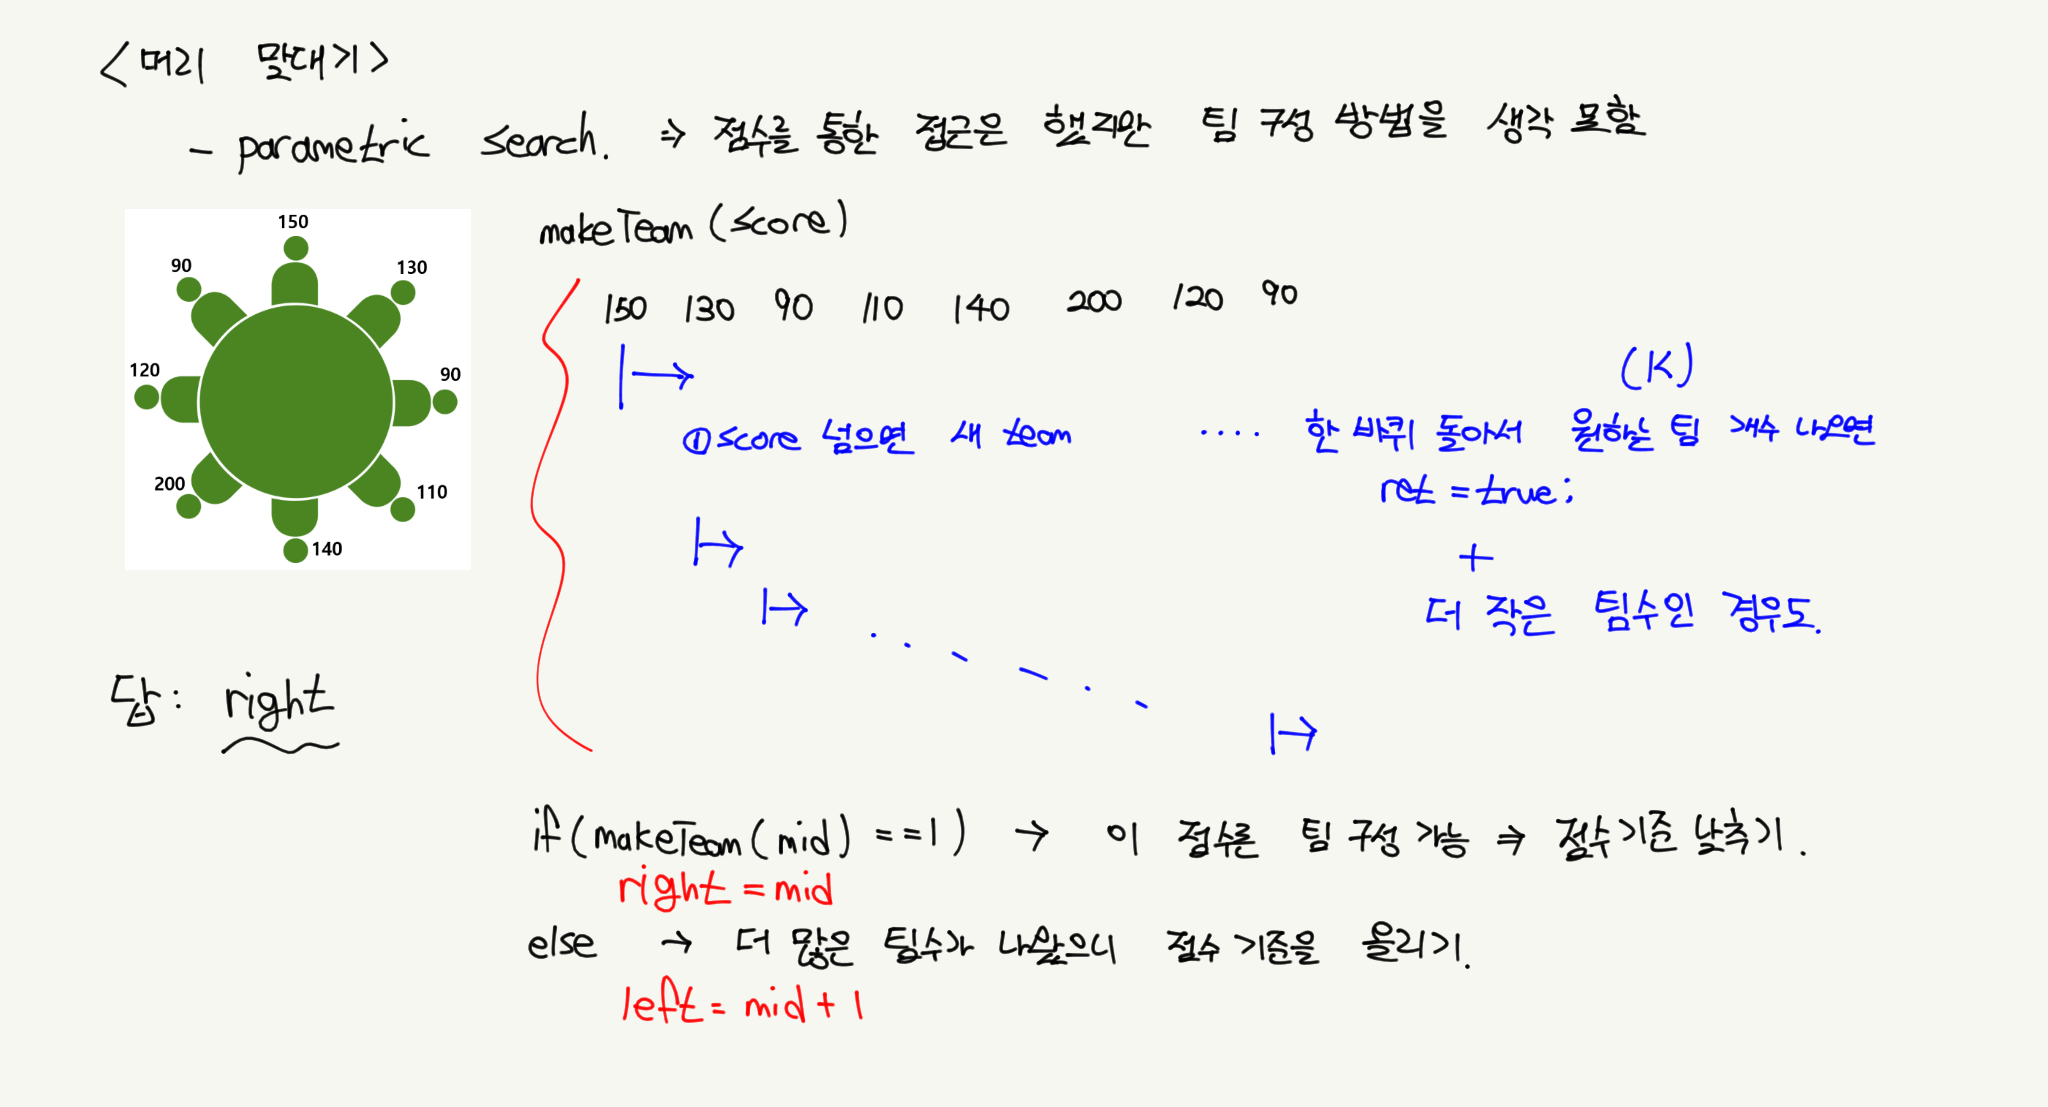 <머리 말대기>
- parametric search. ⇒ 점수를 통한 접근은 했지만 팀 구성 방법을 생각 못함
150
90
130
120
90
200
110
140
makeTeam (score)
150 130 90 110 140 200 120 90
(K)
① score 넘으면 새 team .... 한 바퀴 돌아서 원하는 팀 개수 나오면
ret = true;
+
더 작은 팀수인 경우도.
답: right
if (makeTeam (mid) == 1) → 이 점수론 팀 구성 가능 ⇒ 점수 기준 낮추기.
right = mid
else → 더 많은 팀수가 나왔으니 점수 기준을 올리기.
left = mid + 1